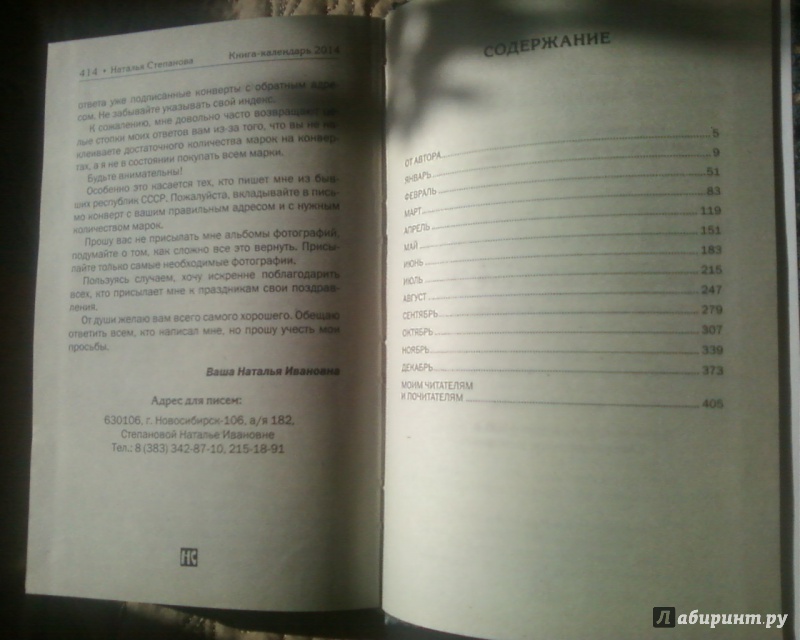 414 • Наталья Степанова Книга-календарь 2014
ответа уже подписанные конверты с обратным адре-
сом. Не забывайте указывать свой индекс.
К сожалению, мне довольно часто возвращают це-
лые стопки моих ответов вам из-за того, что вы не на-
клеиваете достаточного количества марок на конвер-
тах, а я не в состоянии покупать всем марки.
Будьте внимательны!
Особенно это касается тех, кто пишет мне из быв-
ших республик СССР. Пожалуйста, вкладывайте в пись-
мо конверт с вашим правильным адресом и с нужным
количеством марок.
Прошу вас не присылать мне альбомы фотографий,
подумайте о том, как сложно все это вернуть. Присы-
лайте только самые необходимые фотографии.
Пользуясь случаем, хочу искренне поблагодарить
всех, кто присылает мне к праздникам свои поздрав-
ления.
От души желаю вам всего самого хорошего. Обещаю
ответить всем, кто написал мне, но прошу учесть мои
просьбы.
Ваша Наталья Ивановна
Адрес для писем:
630106, г. Новосибирск-106, а/я 182,
Степановой Наталье Ивановне
Тел.: 8 (383) 342-87-10, 215-18-91
НС
СОДЕРЖАНИЕ
ОТ АВТОРА 5
ЯНВАРЬ 9
ФЕВРАЛЬ 51
МАРТ 83
АПРЕЛЬ 119
МАЙ 151
ИЮНЬ 183
ИЮЛЬ 215
АВГУСТ 247
СЕНТЯБРЬ 279
ОКТЯБРЬ 307
НОЯБРЬ 339
ДЕКАБРЬ 373
МОИМ ЧИТАТЕЛЯМ
И ПОЧИТАТЕЛЯМ 405
Лабиринт.ру